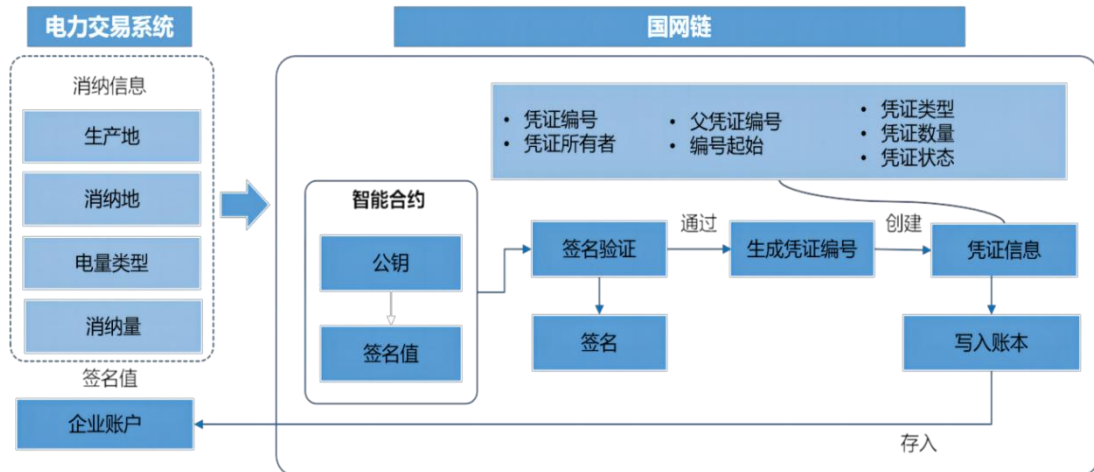 电力交易系统
消纳信息
生产地
消纳地
电量类型
消纳量
签名值
企业账户
国网链
• 凭证编号
• 凭证所有者
• 父凭证编号
• 编号起始
• 凭证类型
• 凭证数量
• 凭证状态
智能合约
公钥
签名值
签名验证
签名
通过
生成凭证编号
创建
凭证信息
写入账本
存入